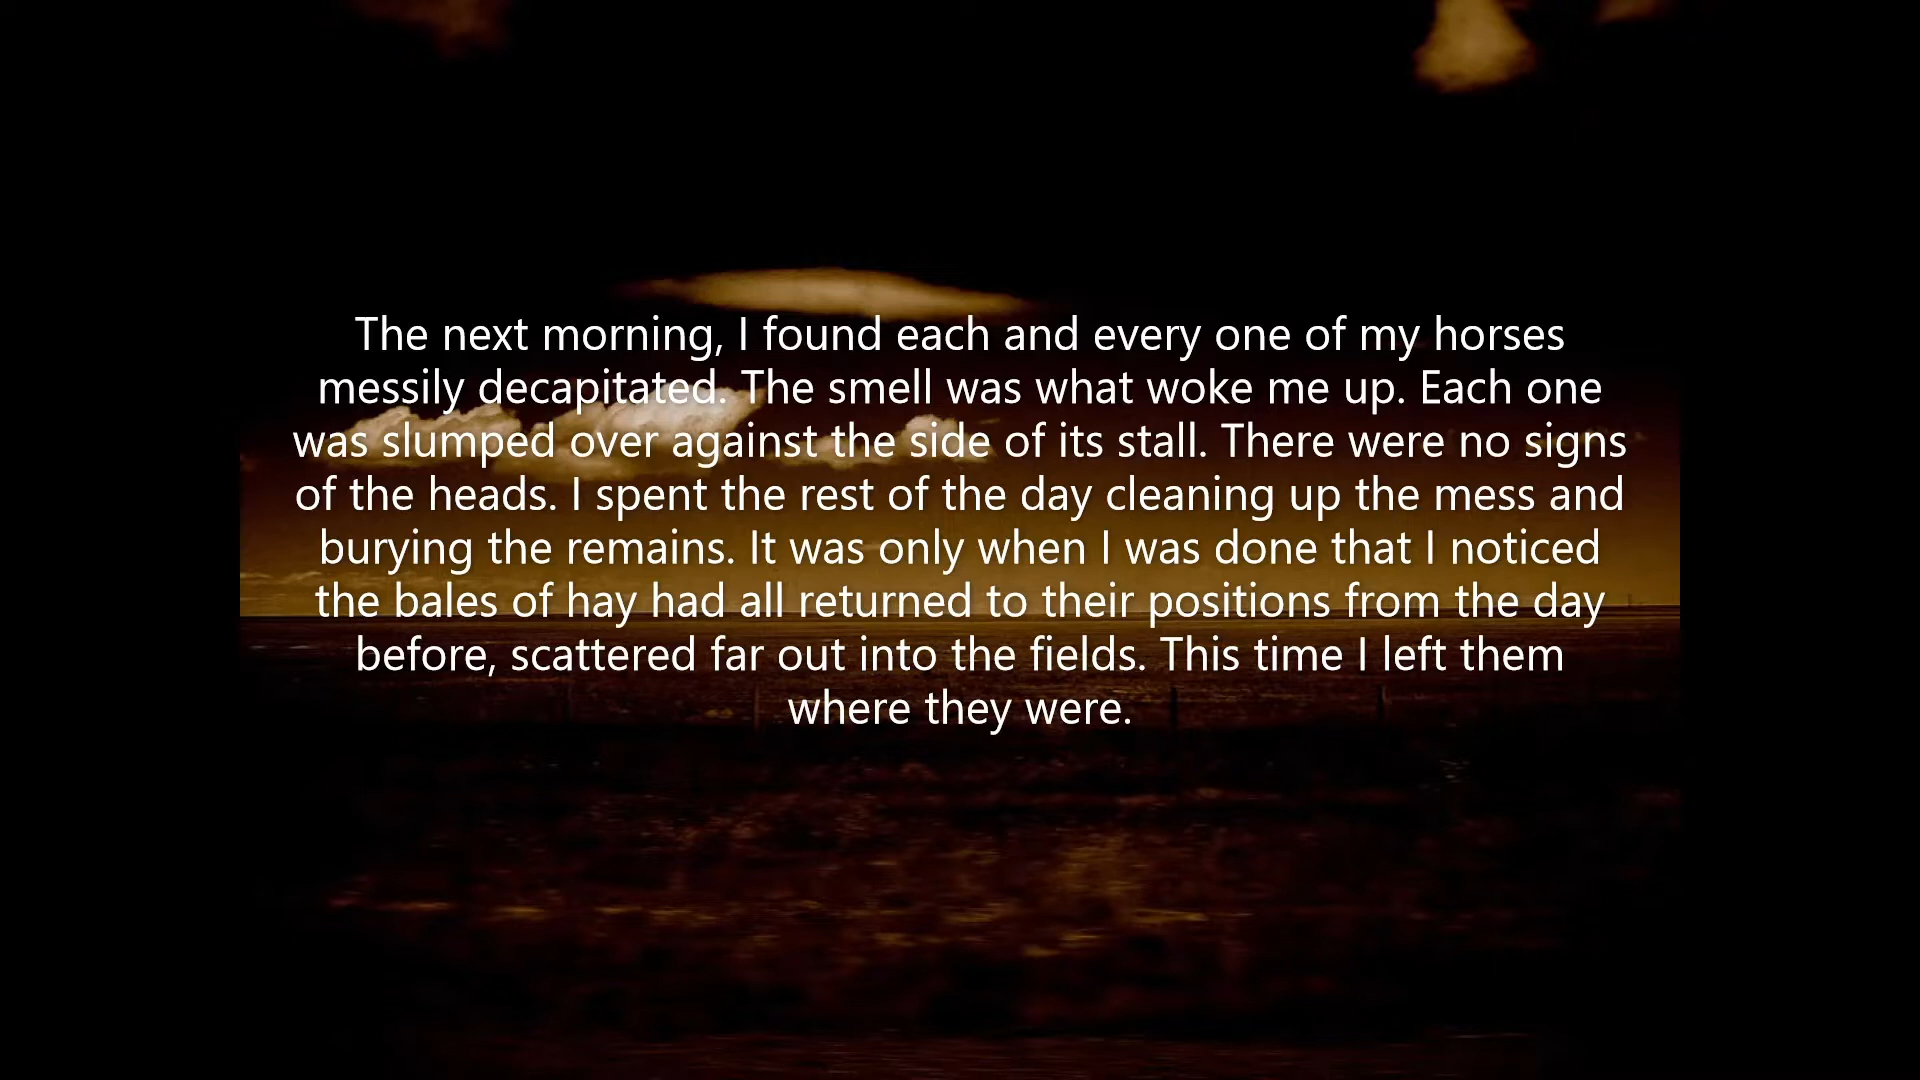 The next morning, I found each and every one of my horses
messily decapitated. The smell was what woke me up. Each one
was slumped over against the side of its stall. There were no signs
of the heads. I spent the rest of the day cleaning up the mess and
burying the remains. It was only when I was done that I noticed
the bales of hay had all returned to their positions from the day
before, scattered far out into the fields. This time I left them
where they were.